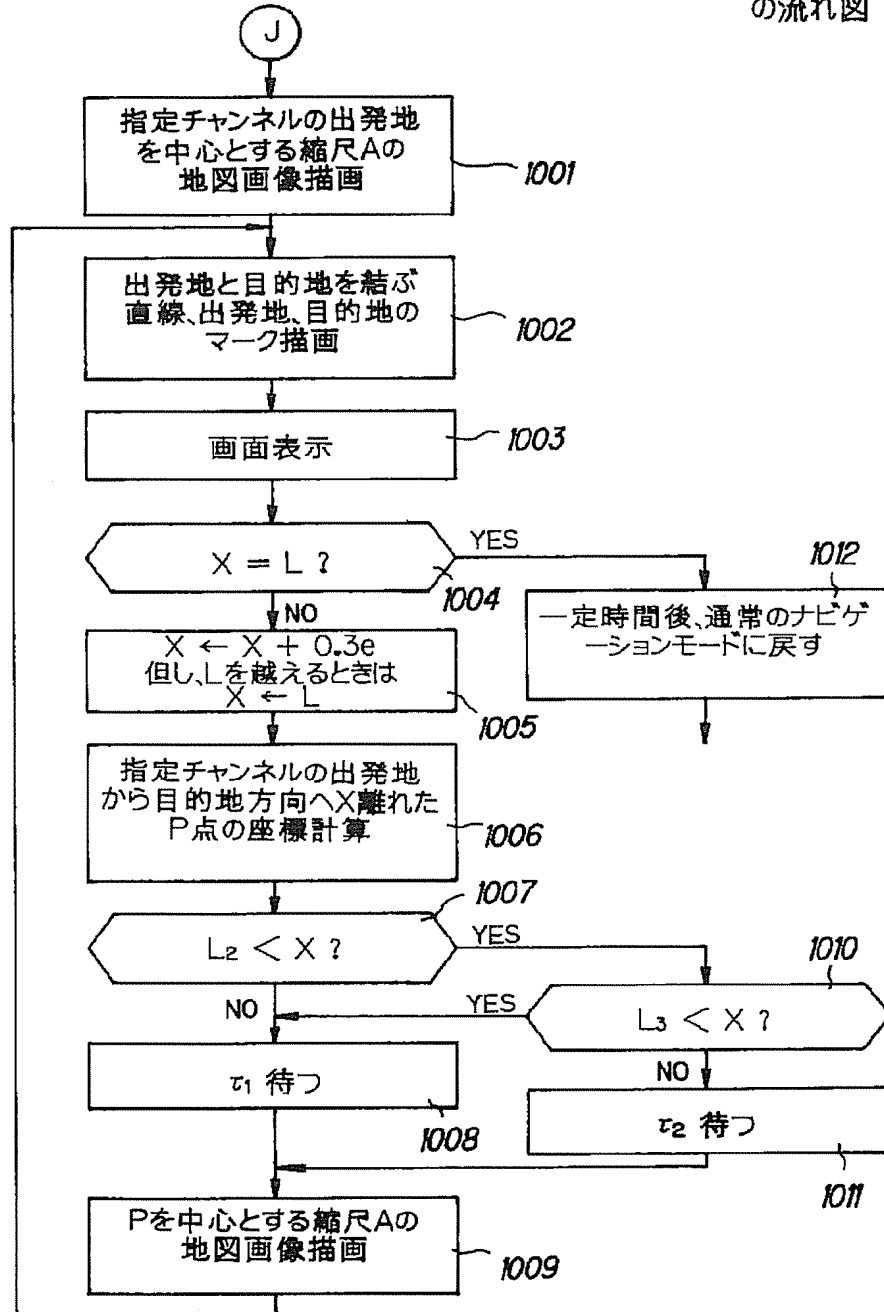 の流れ図
J
指定チャンネルの出発地
を中心とする縮尺Aの
地図画像描画
1001
出発地と目的地を結ぶ
直線、出発地、目的地の
マーク描画
1002
画面表示
1003
X = L ?
YES
1004
NO
1012
一定時間後、通常のナビゲ
ーションモードに戻す
X ← X + 0.3e
但し、Lを越えるときは
X ← L
1005
指定チャンネルの出発地
から目的地方向へX離れた
P点の座標計算
1006
1007
L₂ < X ?
YES
NO
1010
L₃ < X ?
YES
NO
τ₁ 待つ
1008
τ₂ 待つ
1011
Pを中心とする縮尺Aの
地図画像描画
1009